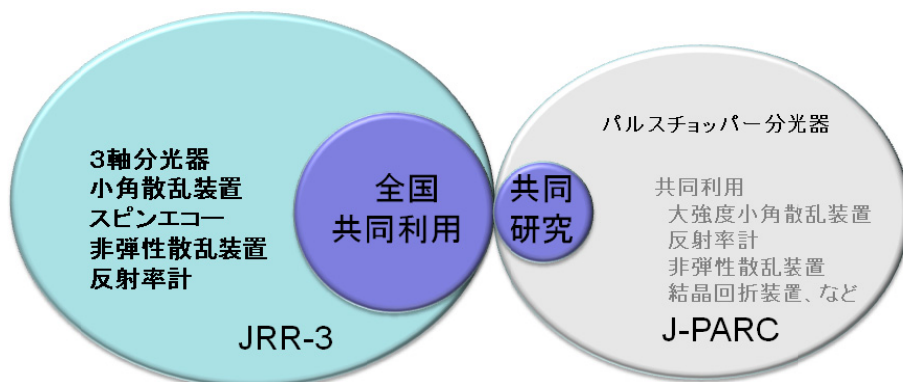 3軸分光器
小角散乱装置
スピンエコー
非弾性散乱装置
反射率計
全国
共同利用
JRR-3
共同
研究
パルスチョッパー分光器
共同利用
大強度小角散乱装置
反射率計
非弾性散乱装置
結晶回折装置、など
J-PARC